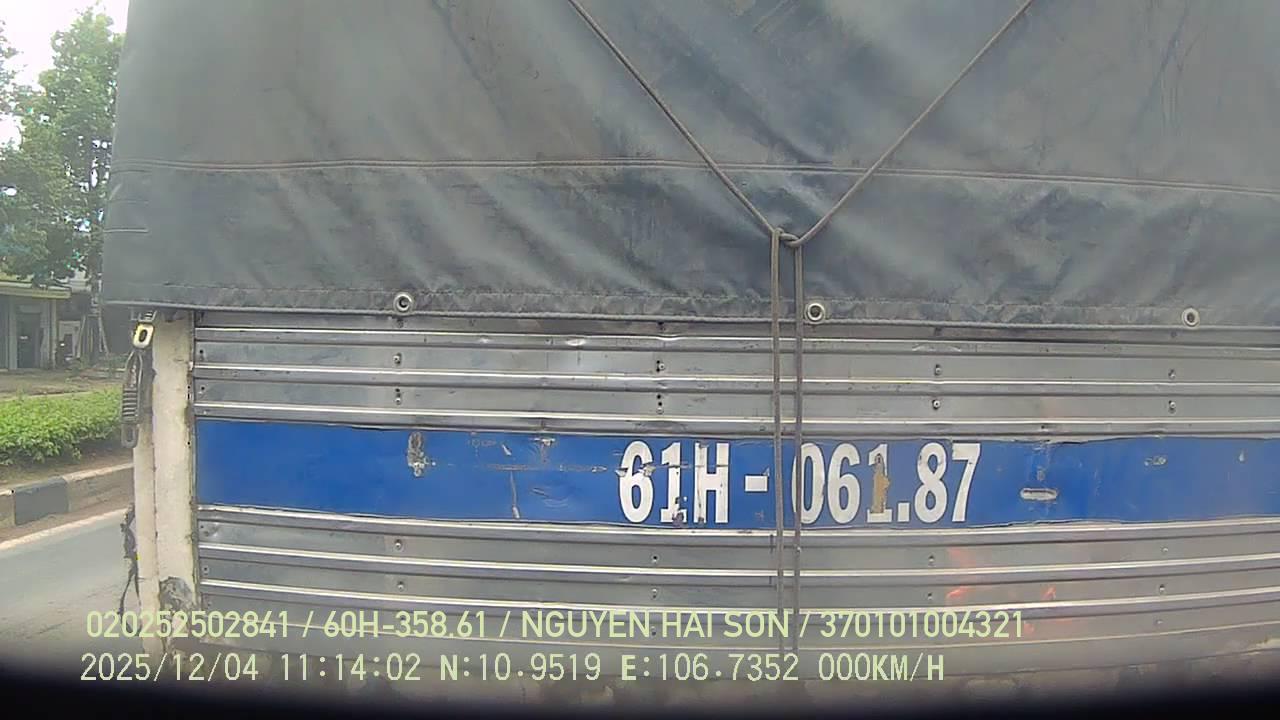 61H - 061.87
020252502841 / 60H-358.61 / NGUYEN HAI SON / 370101004321
2025/12/04 11:14:02 N:10.9519 E:106.7352 000KM/H